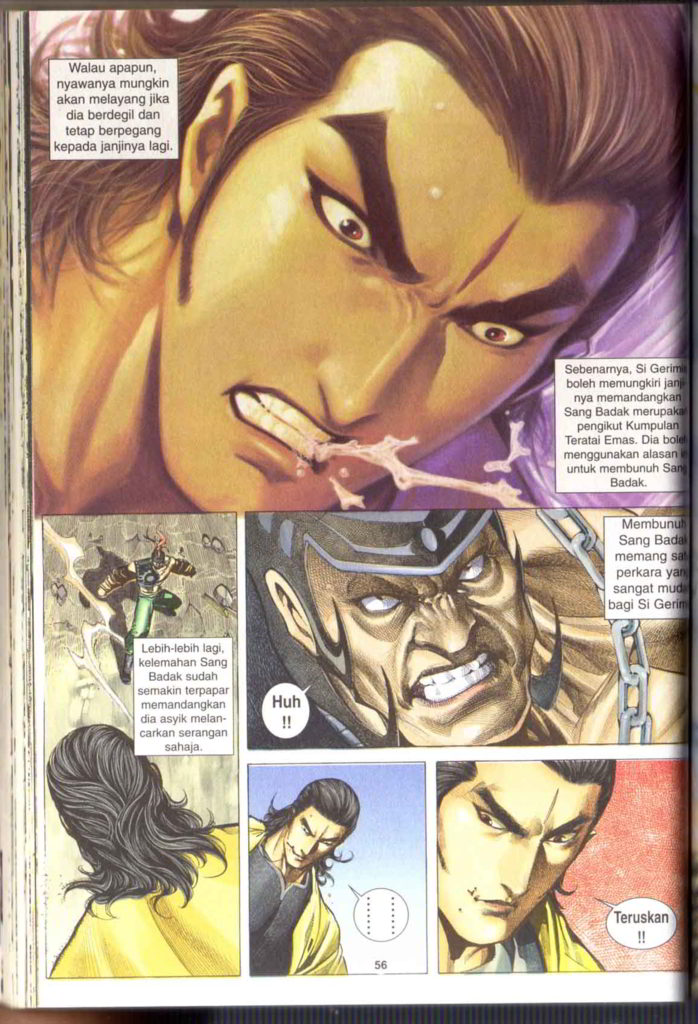 Walau apapun,
nyawanya mungkin
akan melayang jika
dia berdegil dan
tetap berpegang
kepada janjinya lagi.
Sebenarnya, Si Gerimi
boleh memungkiri janji
nya memandangkan
Sang Badak merupaka
pengikut Kumpulan
Teratai Emas. Dia bole
menggunakan alasan i
untuk membunuh Sang
Badak.
Lebih-lebih lagi,
kelemahan Sang
Badak sudah
semakin terpapar
memandangkan
dia asyik melan-
carkan serangan
sahaja.
Membunuh
Sang Badak
memang sat
perkara yan
sangat muda
bagi Si Gerim
Huh
!!
Teruskan
!!
56